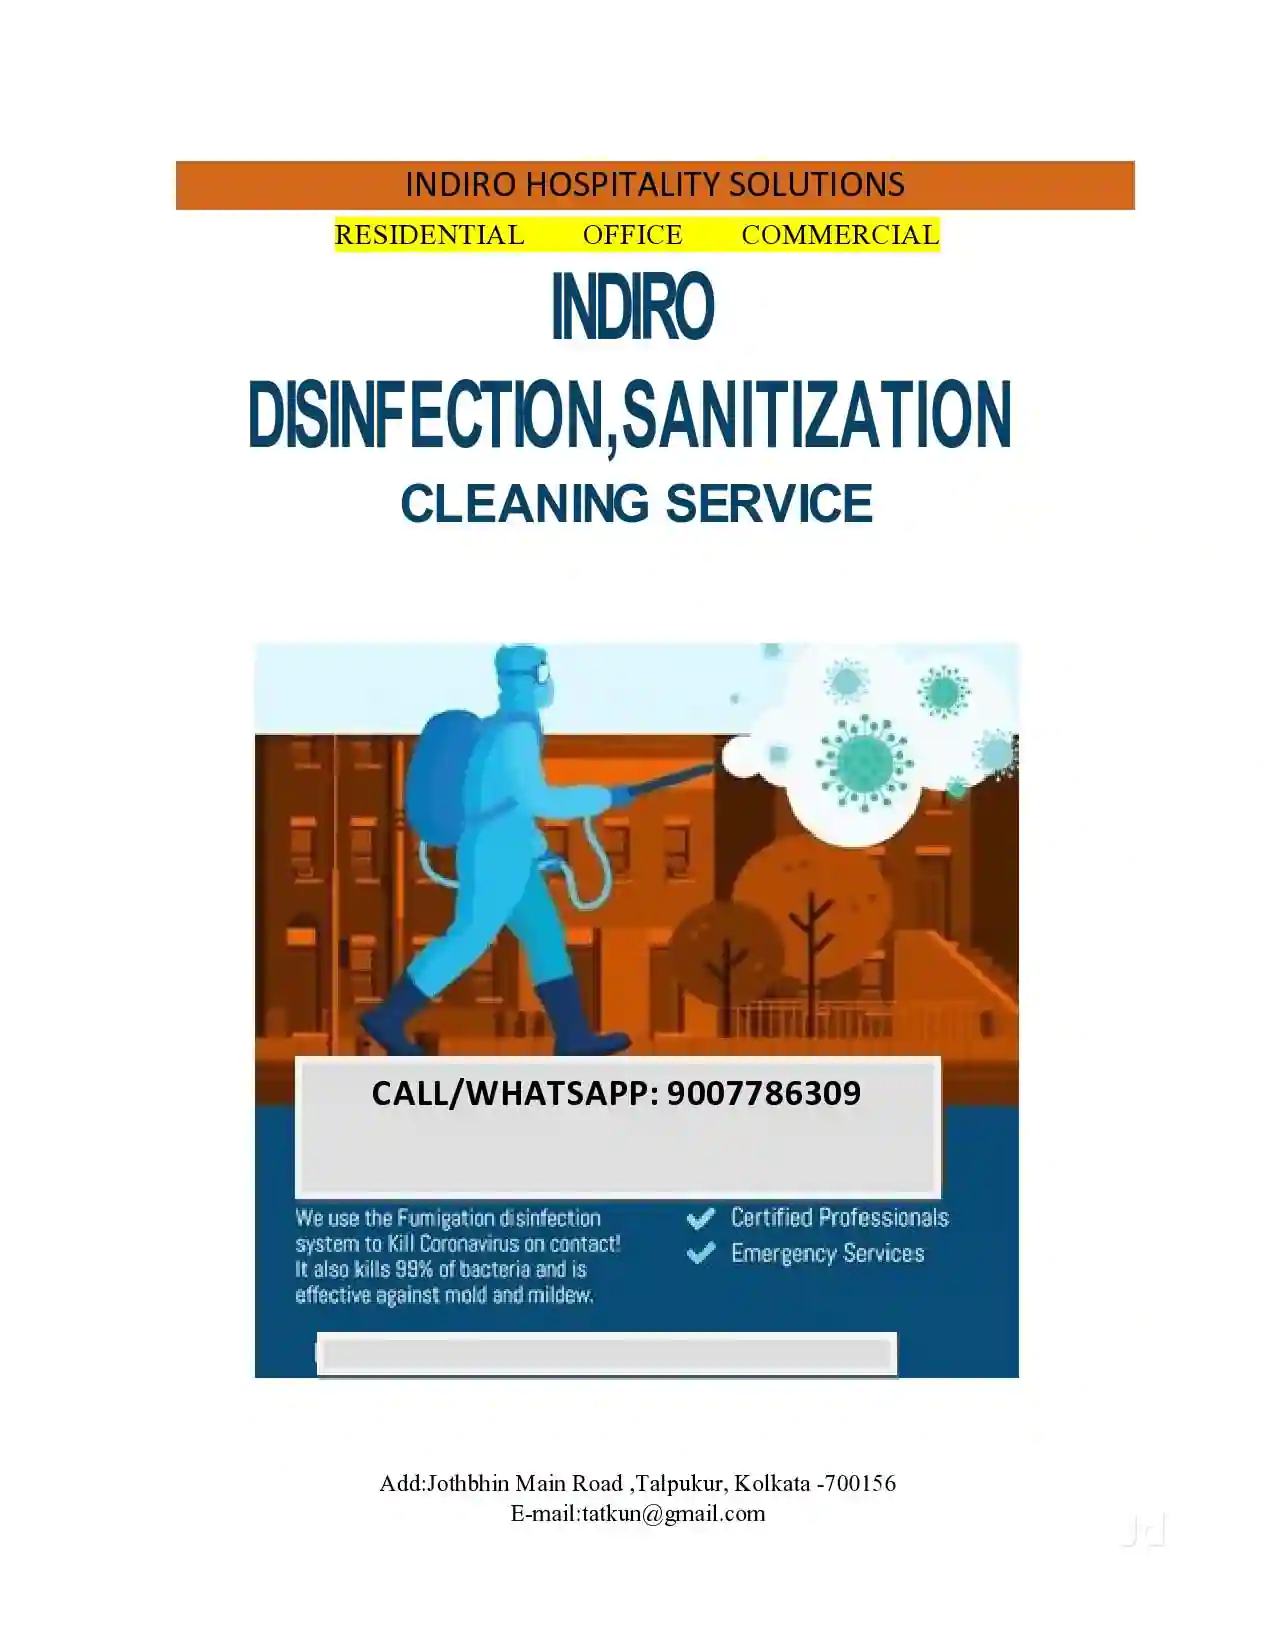 INDIRO HOSPITALITY SOLUTIONS
RESIDENTIAL OFFICE COMMERCIAL
INDIRO
DISINFECTION,SANITIZATION
CLEANING SERVICE
CALL/WHATSAPP: 9007786309
We use the Fumigation disinfection
system to Kill Coronavirus on contact!
It also kills 99% of bacteria and is
effective against mold and mildew.
Certified Professionals
Emergency Services
Add:Jothbhin Main Road ,Talpukur, Kolkata -700156
E-mail:tatkun@gmail.com
Jd